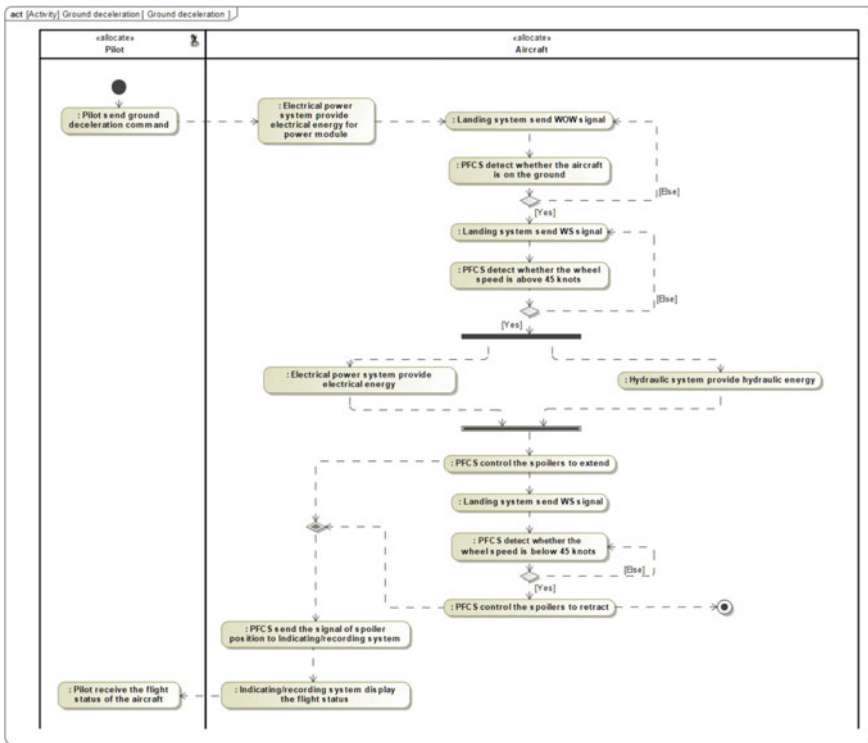 act [Activity] Ground deceleration [ Ground deceleration ]
«allocate»
Pilot
«allocate»
Aircraft
: Pilot send ground
deceleration command
: Electrical power
system provide
electrical energy for
power module
: Landing system send WOW signal
: PFCS detect whether the aircraft
is on the ground
[Else]
[Yes]
: Landing system send WS signal
: PFCS detect whether the wheel
speed is above 45 knots
[Else]
[Yes]
: Electrical power system provide
electrical energy
: Hydraulic system provide hydraulic energy
: PFCS control the spoilers to extend
: Landing system send WS signal
: PFCS detect whether the
wheel speed is below 45 knots
[Else]
[Yes]
: PFCS control the spoilers to retract
: PFCS send the signal of spoiler
position to Indicating/recording system
: Pilot receive the flight
status of the aircraft
: Indicating/recording system display
the flight status